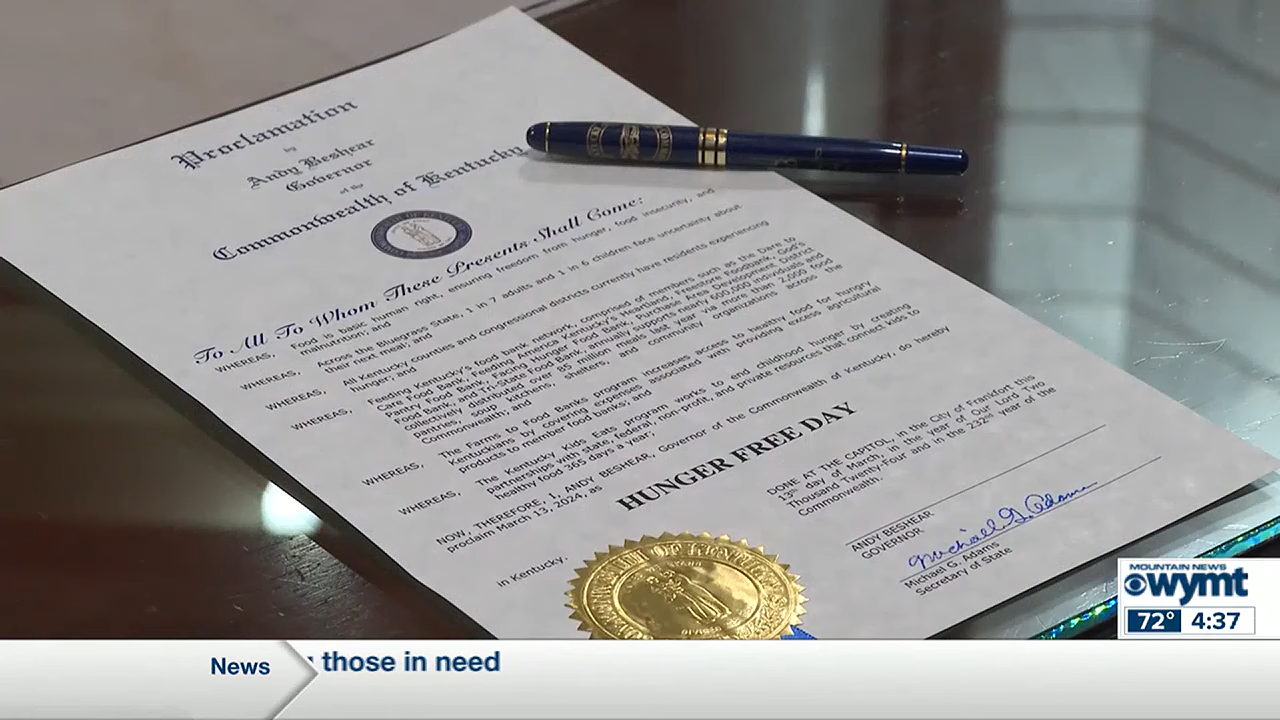 Proclamation
by
Andy Beshear
Governor
of the
Commonwealth of Kentucky
To All To Whom These Presents Shall Come:
WHEREAS, Food is basic human right, ensuring freedom from hunger, food insecurity, and
malnutrition; and
WHEREAS, Across the Bluegrass State, 1 in 7 adults and 1 in 6 children face uncertainty about
their next meal; and
WHEREAS, All Kentucky counties and congressional districts currently have residents experiencing
hunger; and
WHEREAS, Feeding Kentucky's food bank network, comprised of members such as the Dare to
Care Food Bank, Feeding America Kentucky's Heartland, Freestore Foodbank, God's
Pantry Food Bank, Facing Hunger Food Bank, Purchase Area Development District
Food Bank, and Tri-State Food Bank, annually supports nearly 600,000 individuals and
collectively distributed over 85 million meals last year via more than 2,000 food
pantries, soup kitchens, shelters, and community organizations across the
Commonwealth; and
WHEREAS, The Farms to Food Banks program increases access to healthy food for hungry
Kentuckians by covering expenses associated with providing excess agricultural
products to member food banks; and
WHEREAS, The Kentucky Kids Eats program works to end childhood hunger by creating
partnerships with state, federal, non-profit, and private resources that connect kids to
healthy food 365 days a year,
NOW, THEREFORE, I, ANDY BESHEAR, Governor of the Commonwealth of Kentucky, do hereby
proclaim March 13, 2024, as
HUNGER FREE DAY
in Kentucky.
DONE AT THE CAPITOL, in the City of Frankfort this
13th day of March, in the year of Our Lord Two
Thousand Twenty-Four and in the 232nd year of the
Commonwealth.
ANDY BESHEAR
GOVERNOR
Michael G. Adams
Michael G. Adams
Secretary of State
MOUNTAIN NEWS
wymt
72° 4:37
News those in need